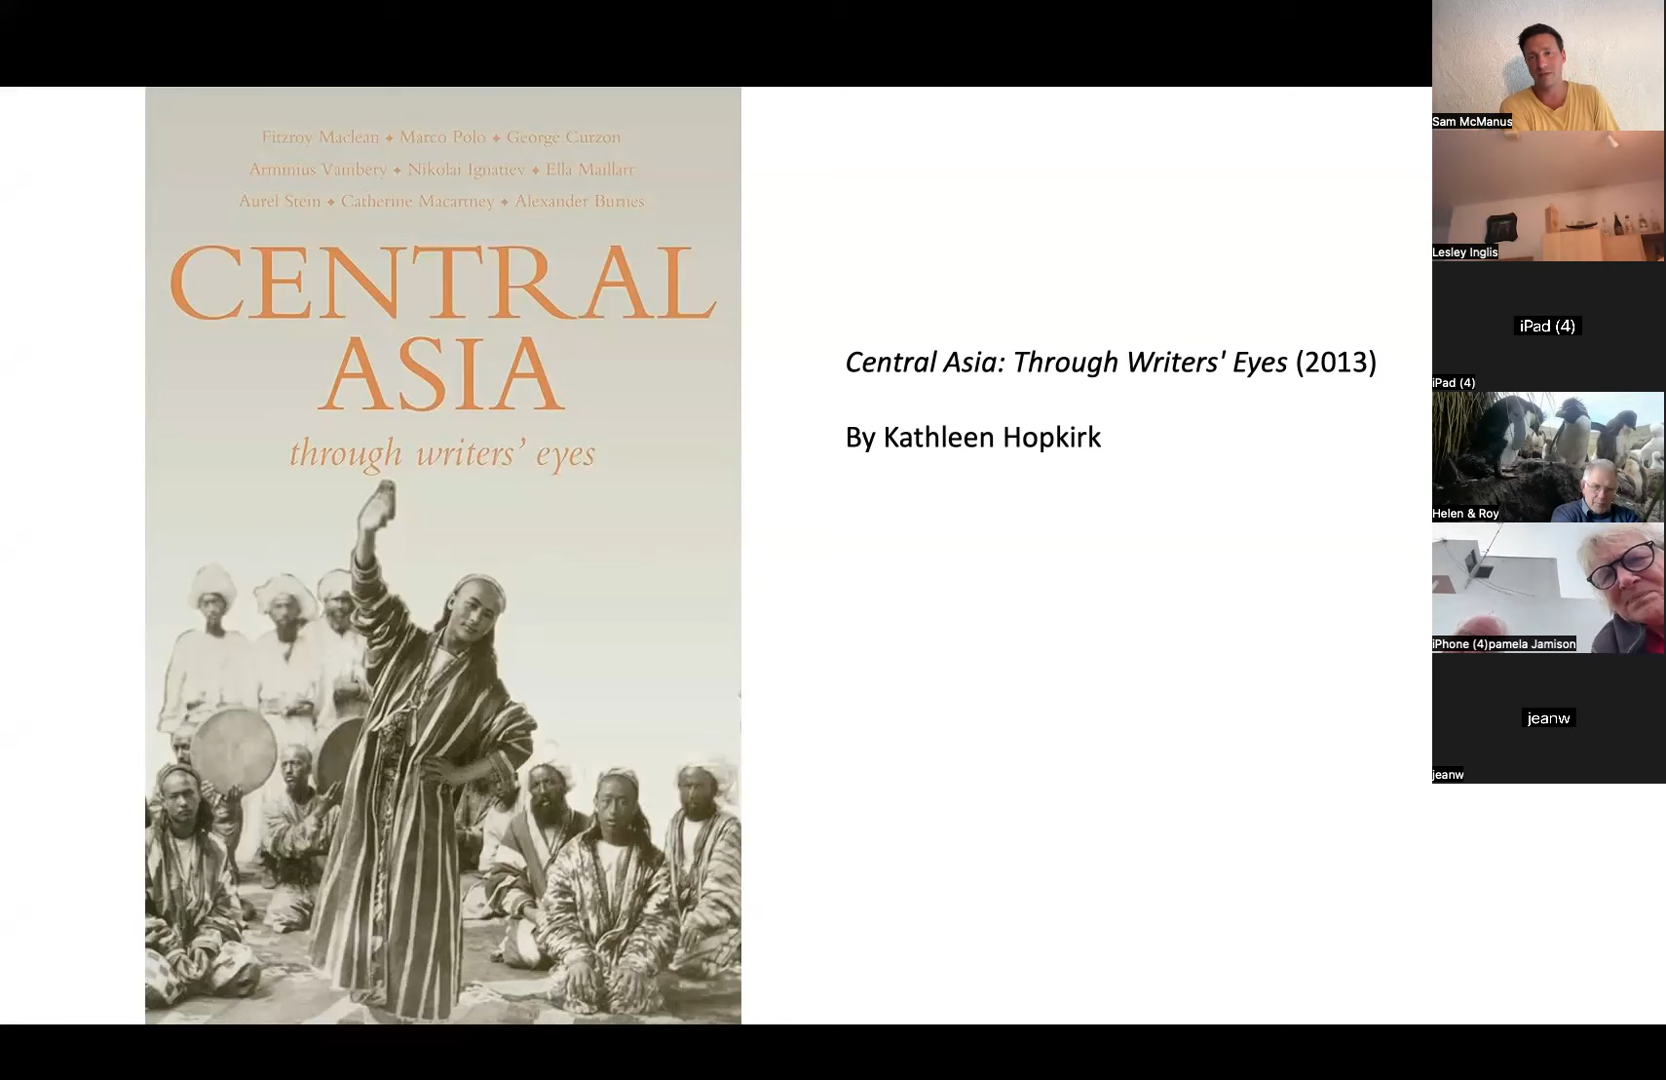 Fitzroy Maclean ✦ Marco Polo ✦ George Curzon
Armmius Vambery ✦ Nikolai Ignatiev ✦ Ella Maillart
Aurel Stein ✦ Catherine Macartney ✦ Alexander Burnes
CENTRAL
ASIA
through writers' eyes
Central Asia: Through Writers' Eyes (2013)
By Kathleen Hopkirk
Sam McManus
Lesley Inglis
iPad (4)
iPad (4)
Helen & Roy
iPhone (4)pamela Jamison
jeanw
jeanw